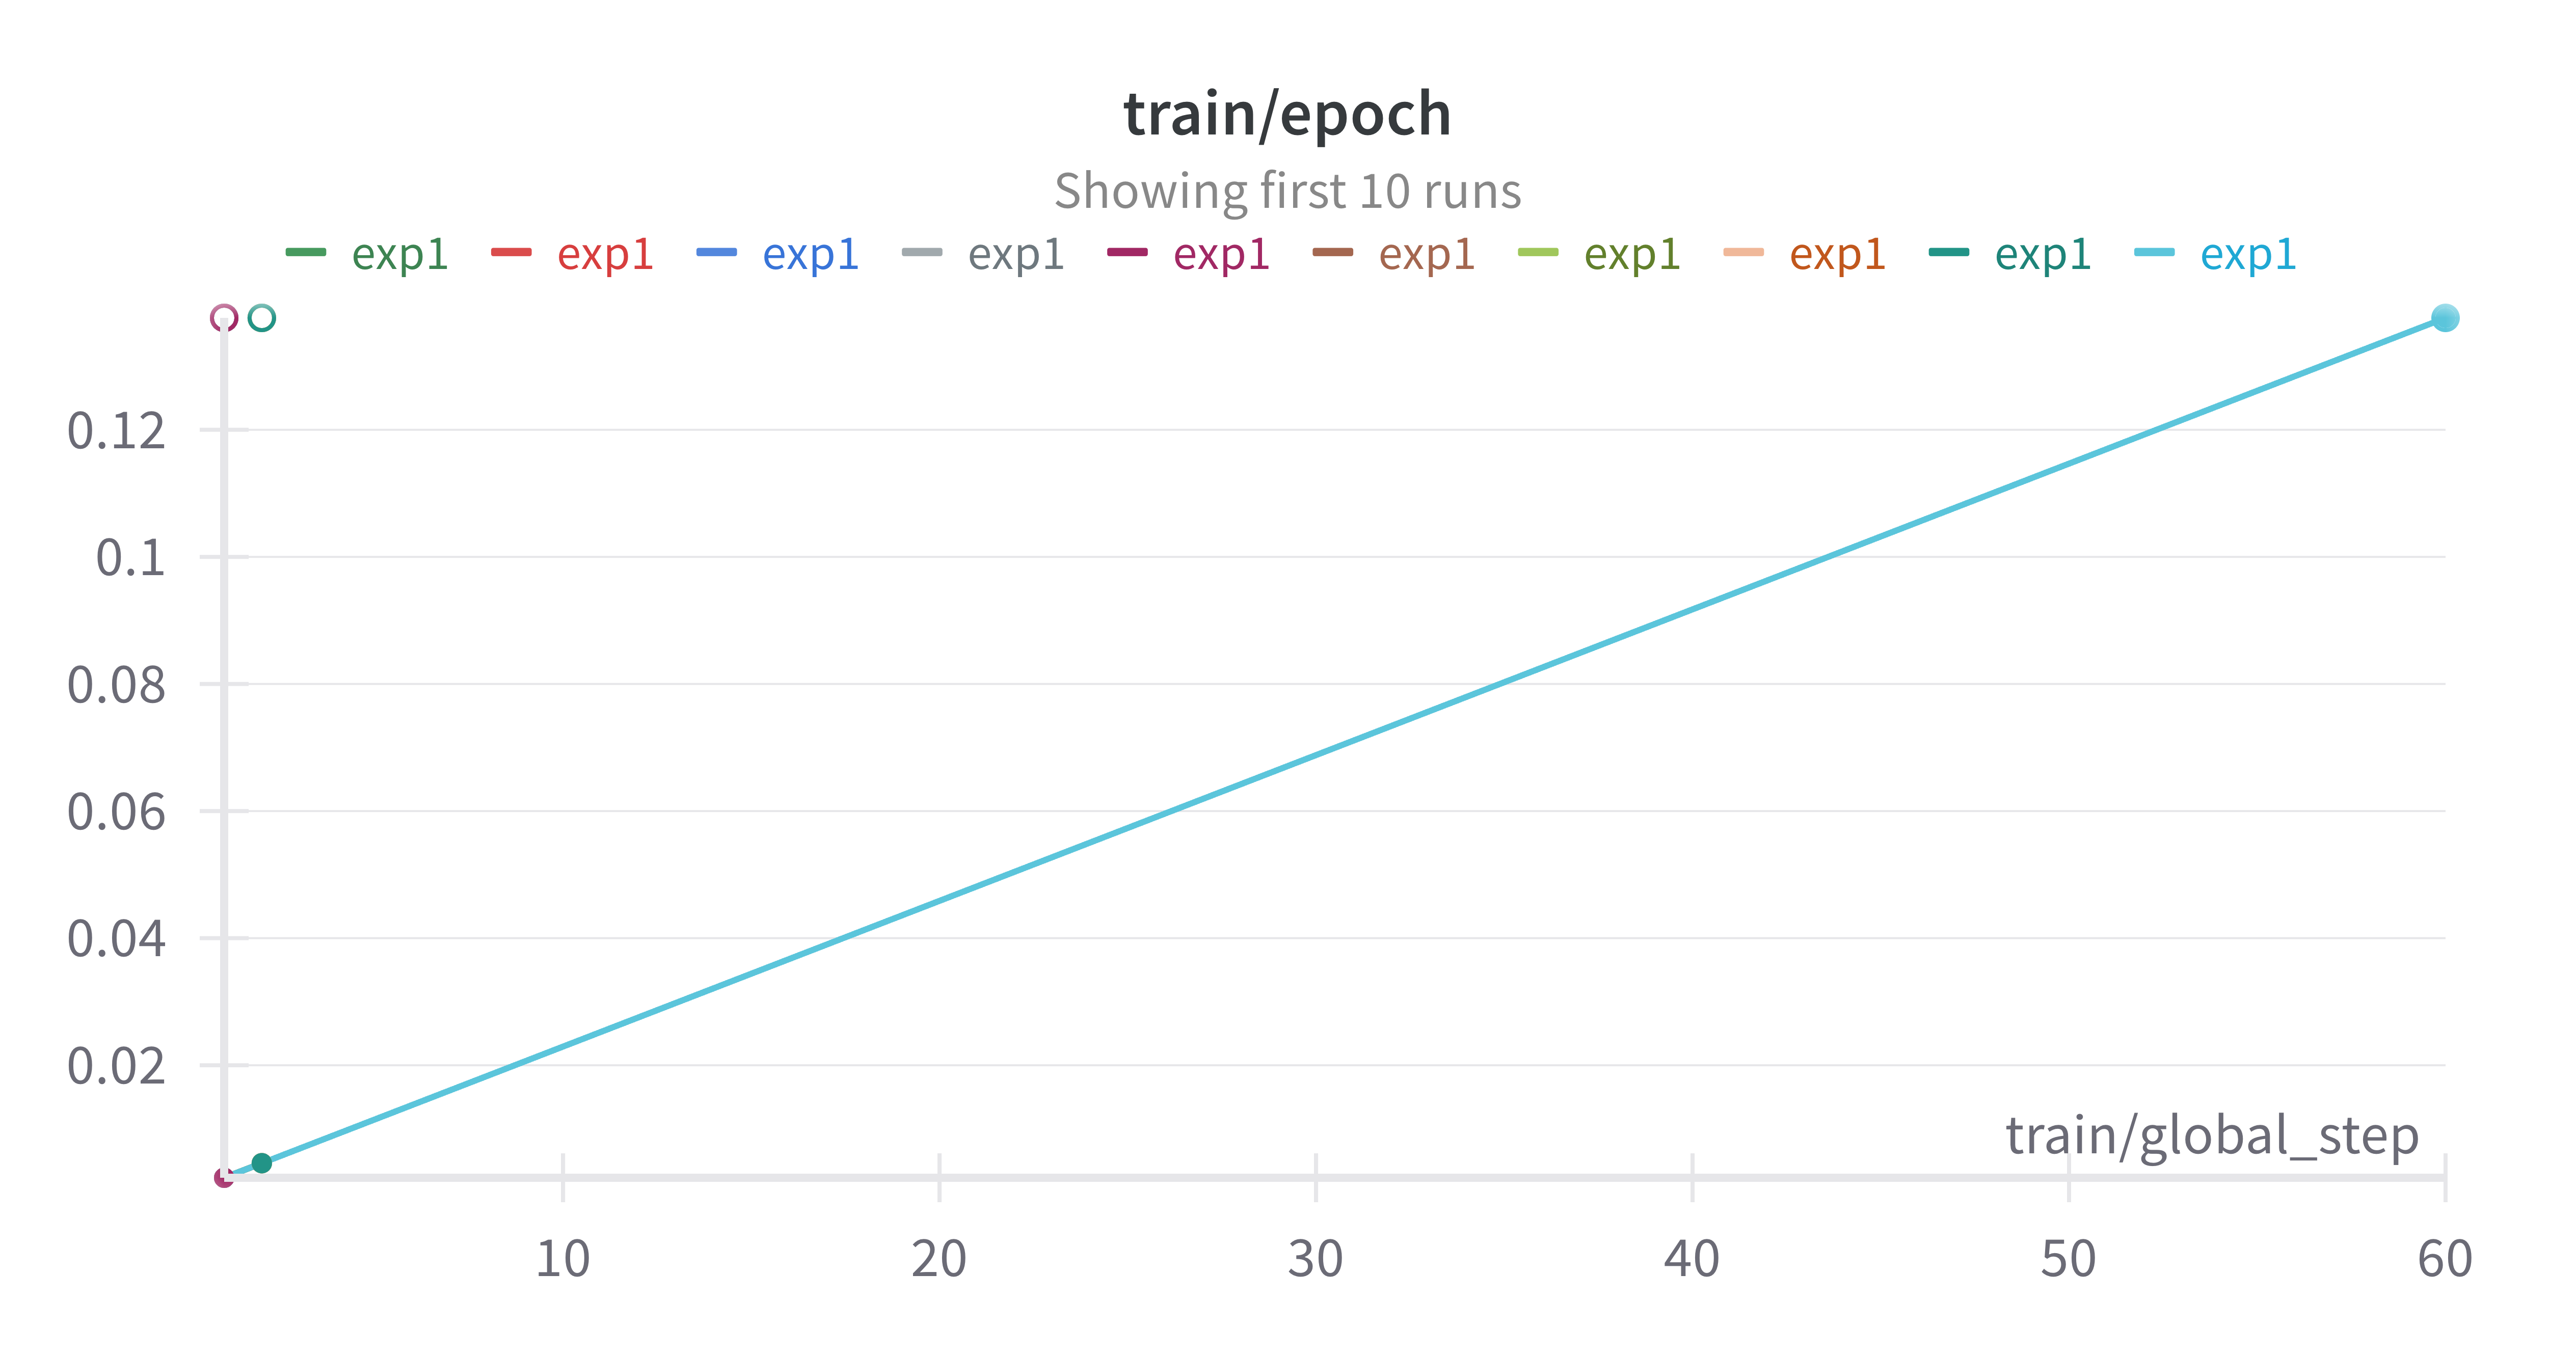 train/epoch
Showing first 10 runs
exp1 exp1 exp1 exp1 exp1 exp1 exp1 exp1 exp1 exp1
0.12
0.1
0.08
0.06
0.04
0.02
train/global_step
10 20 30 40 50 60